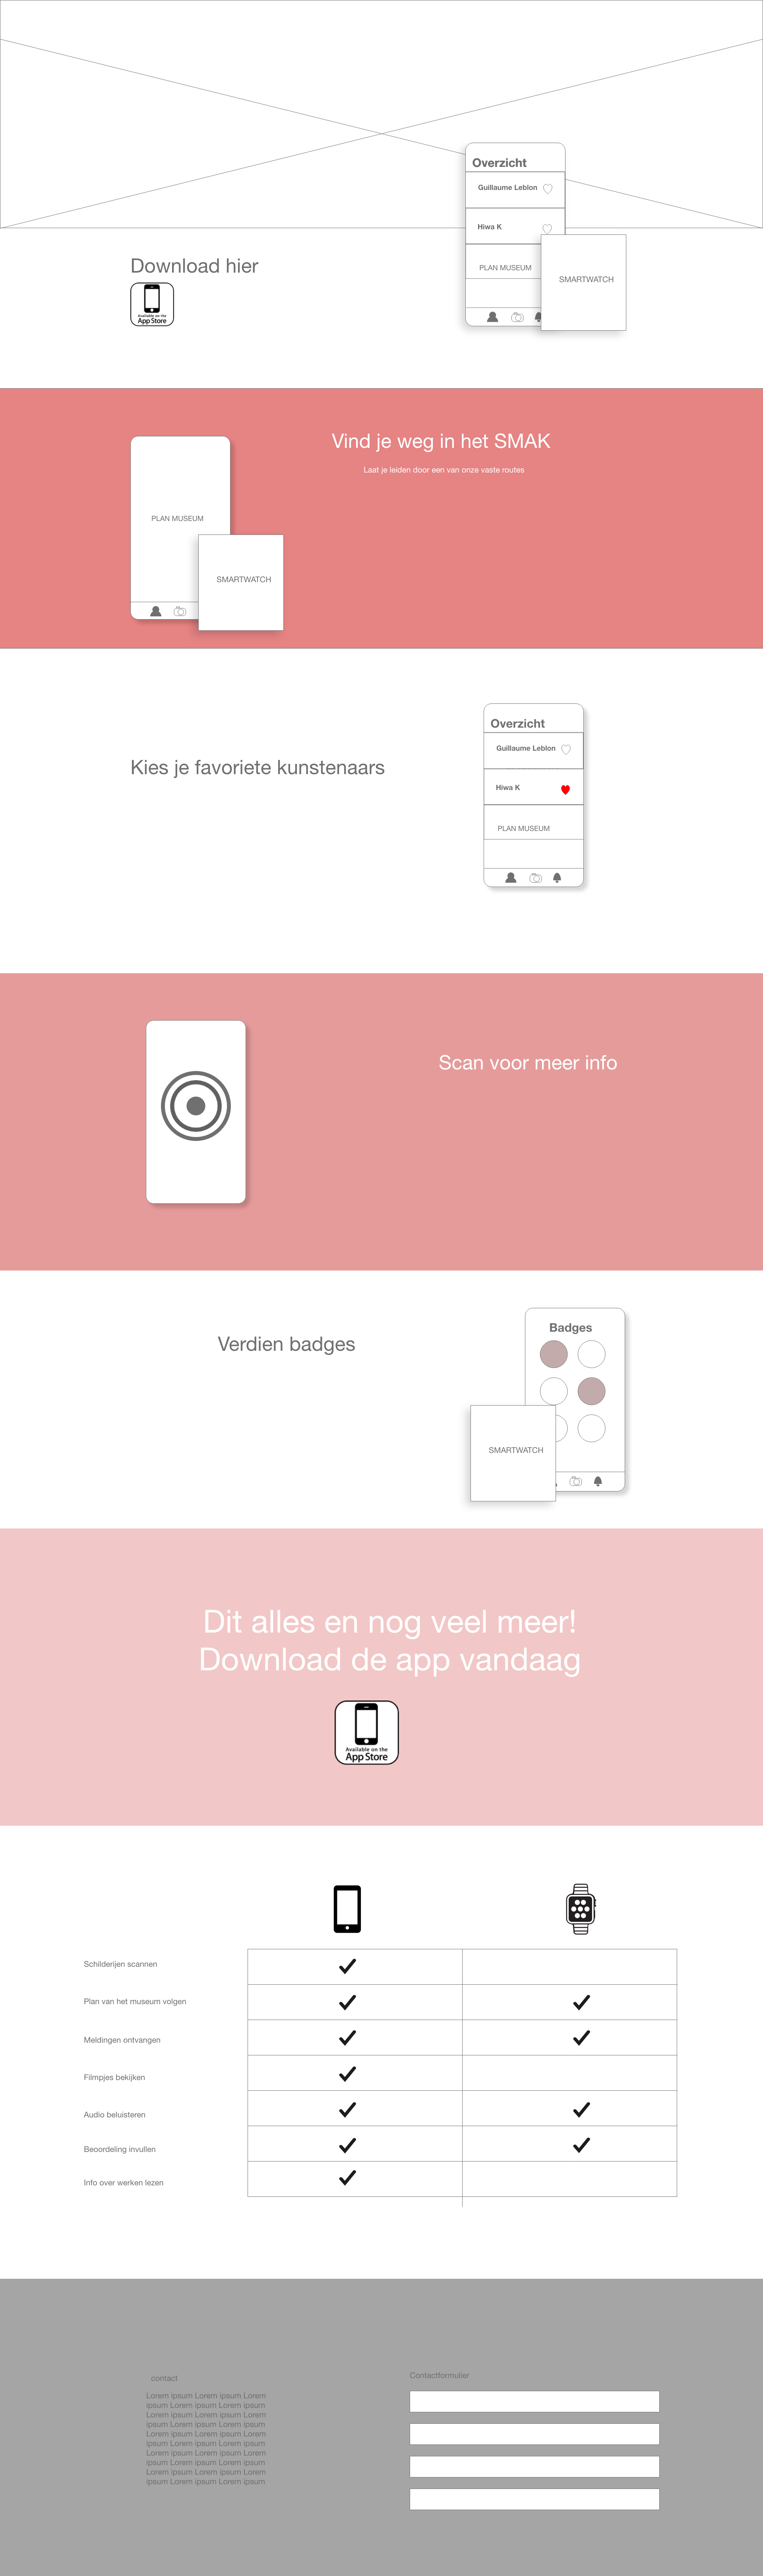 Overzicht
Guillaume Leblon
Hiwa K
PLAN MUSEUM
SMARTWATCH
Download hier
Available on the
App Store
Vind je weg in het SMAK
Laat je leiden door een van onze vaste routes
PLAN MUSEUM
SMARTWATCH
Overzicht
Guillaume Leblon
Kies je favoriete kunstenaars
Hiwa K
PLAN MUSEUM
Scan voor meer info
Verdien badges
Badges
SMARTWATCH
Dit alles en nog veel meer!
Download de app vandaag
Available on the
App Store
Schilderijen scannen
Plan van het museum volgen
Meldingen ontvangen
Filmpjes bekijken
Audio beluisteren
Beoordeling invullen
Info over werken lezen
contact
Lorem ipsum Lorem ipsum Lorem
ipsum Lorem ipsum Lorem ipsum
Lorem ipsum Lorem ipsum Lorem
ipsum Lorem ipsum Lorem ipsum
Lorem ipsum Lorem ipsum Lorem
ipsum Lorem ipsum Lorem ipsum
Lorem ipsum Lorem ipsum Lorem
ipsum Lorem ipsum Lorem ipsum
Lorem ipsum Lorem ipsum Lorem
ipsum Lorem ipsum Lorem ipsum
Contactformulier